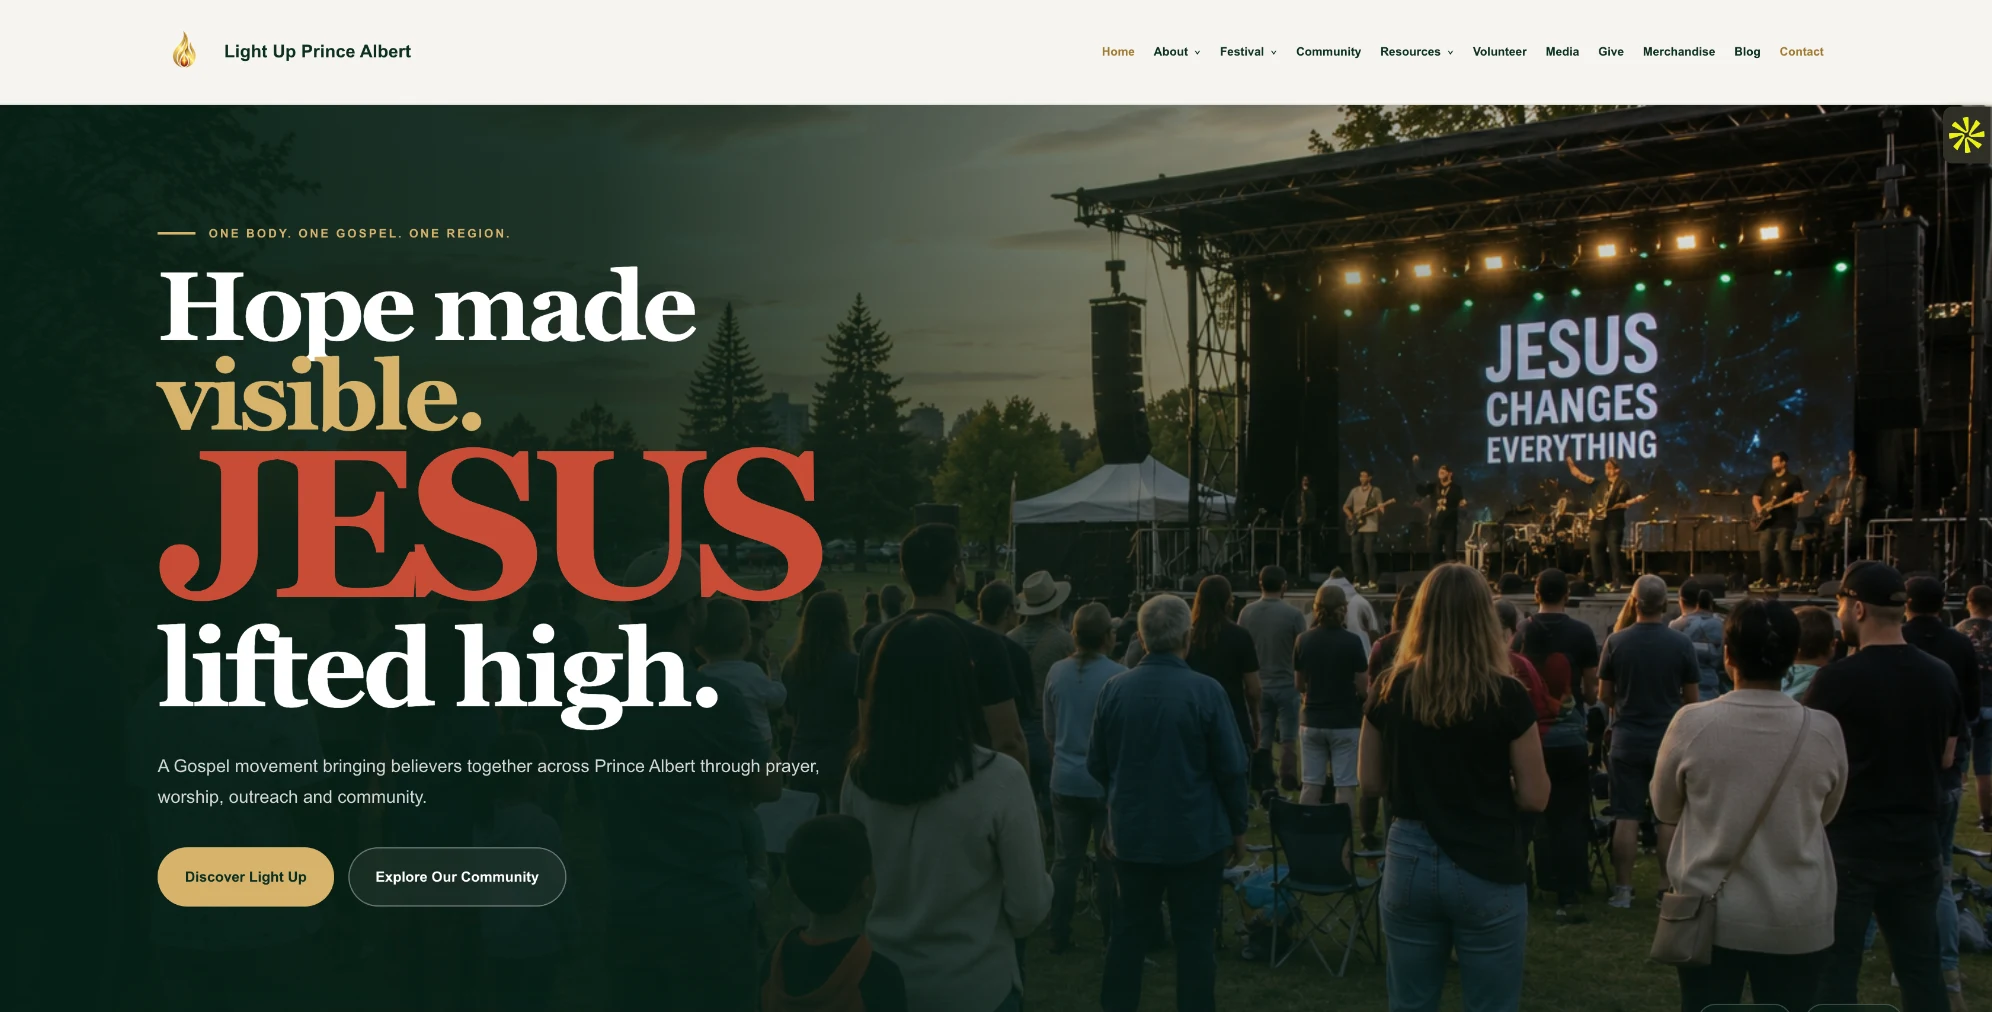 Light Up Prince Albert
Home About Festival Community Resources Volunteer Media Give Merchandise Blog Contact
ONE BODY. ONE GOSPEL. ONE REGION.
Hope made
visible.
JESUS
lifted high.
A Gospel movement bringing believers together across Prince Albert through prayer,
worship, outreach and community.
Discover Light Up Explore Our Community
JESUS
CHANGES
EVERYTHING